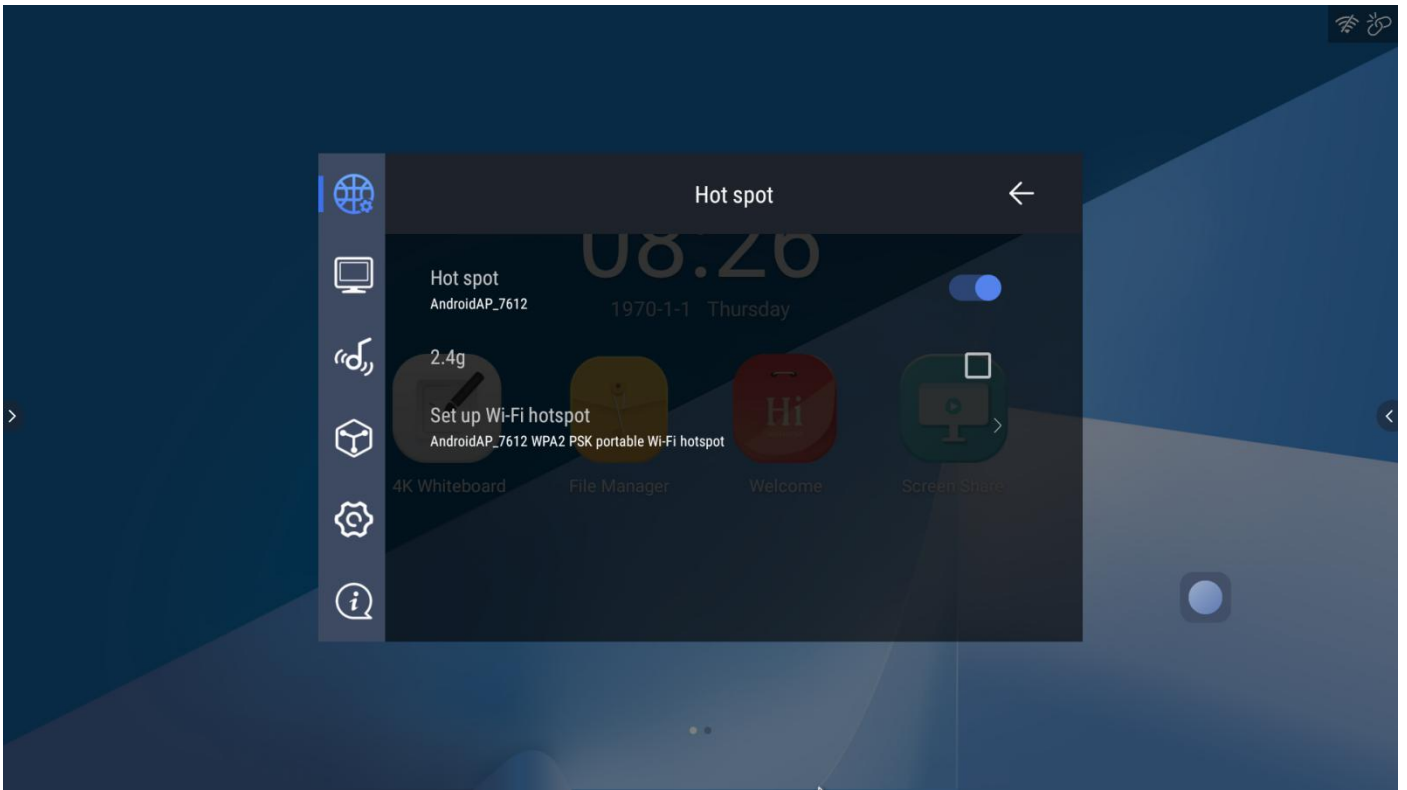 Hot spot
08:26
Hot spot
AndroidAP_7612
1970-1-1 Thursday
2.4g
Set up Wi-Fi hotspot
AndroidAP_7612 WPA2 PSK portable Wi-Fi hotspot
Hi
4K Whiteboard File Manager Welcome Screen Share